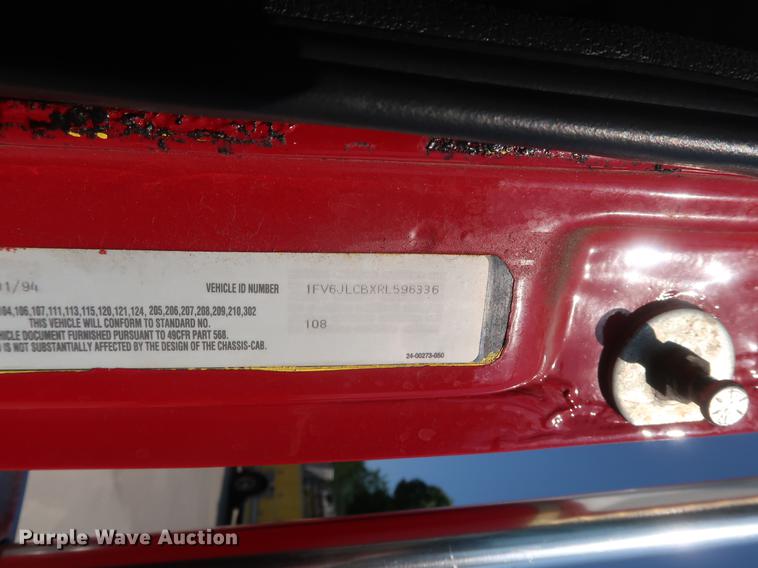 01/94 VEHICLE ID NUMBER 1FV6JLCBXRL596336
104,106,107,111,113,115,120,121,124, 205,206,207,208,209,210,302
THIS VEHICLE WILL CONFORM TO STANDARD NO. 108
VEHICLE DOCUMENT FURNISHED PURSUANT TO 49CFR PART 568.
IS NOT SUBSTANTIALLY AFFECTED BY THE DESIGN OF THE CHASSIS-CAB. 24-00273-050
Purple Wave Auction